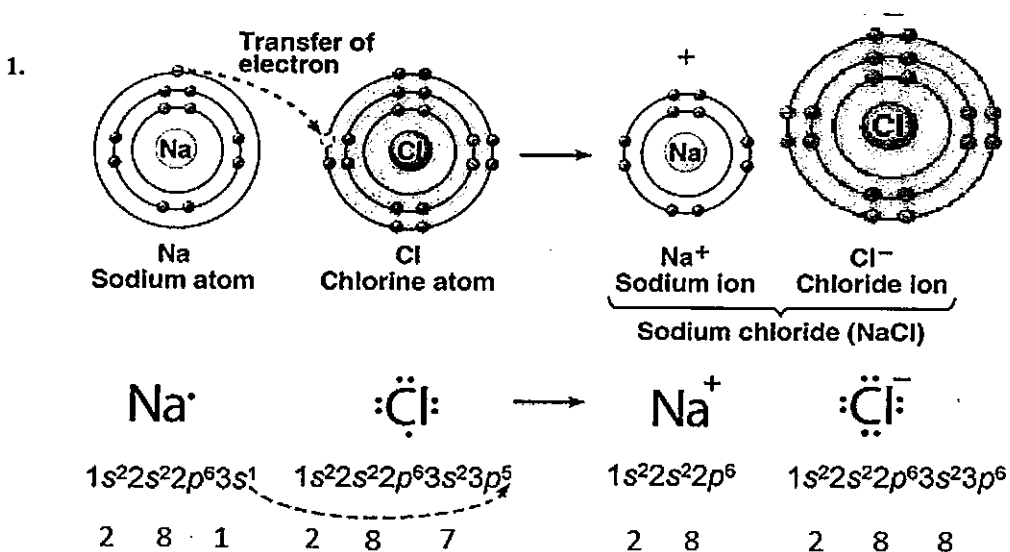 1.
Transfer of
electron
+
−
Na
Cl
Na
Cl
Na
Sodium atom
Cl
Chlorine atom
Na⁺
Sodium ion
Cl⁻
Chloride ion
Sodium chloride (NaCl)
Na· :C̈l: Na⁺ :C̈l:⁻
1s²2s²2p⁶3s¹ 1s²2s²2p⁶3s²3p⁵ 1s²2s²2p⁶ 1s²2s²2p⁶3s²3p⁶
2 8 1 2 8 7 2 8 2 8 8